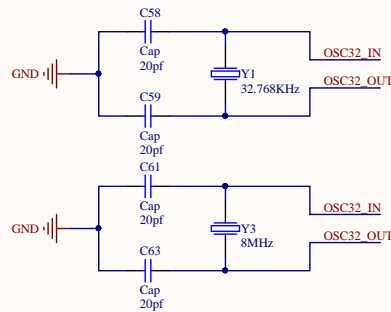 C58
Cap
20pf
GND
Y1
32.768KHz
OSC32_IN
OSC32_OUT
C59
Cap
20pf
C61
Cap
20pf
GND
Y3
8MHz
OSC32_IN
OSC32_OUT
C63
Cap
20pf